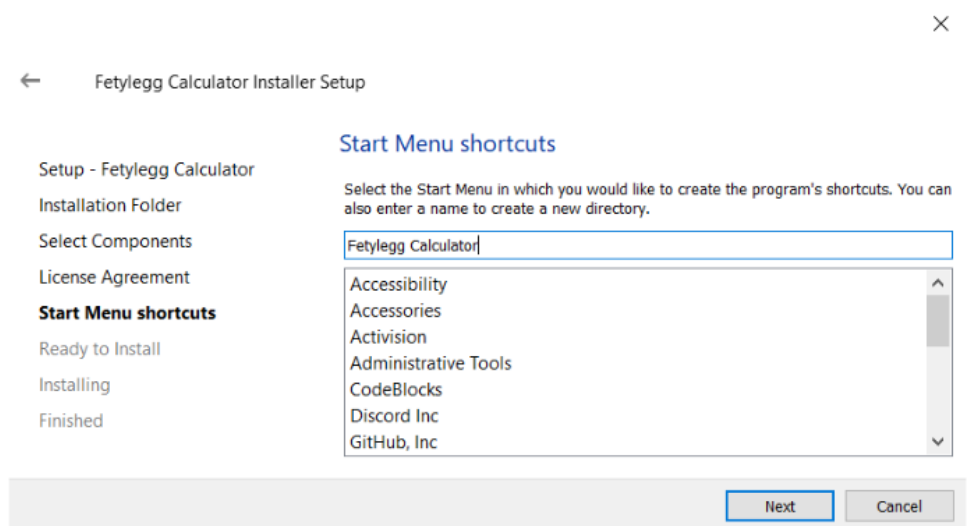 Fetylegg Calculator Installer Setup
Setup - Fetylegg Calculator
Installation Folder
Select Components
License Agreement
Start Menu shortcuts
Ready to Install
Installing
Finished
Start Menu shortcuts
Select the Start Menu in which you would like to create the program's shortcuts. You can
also enter a name to create a new directory.
Fetylegg Calculator
Accessibility
Accessories
Activision
Administrative Tools
CodeBlocks
Discord Inc
GitHub, Inc
Next
Cancel